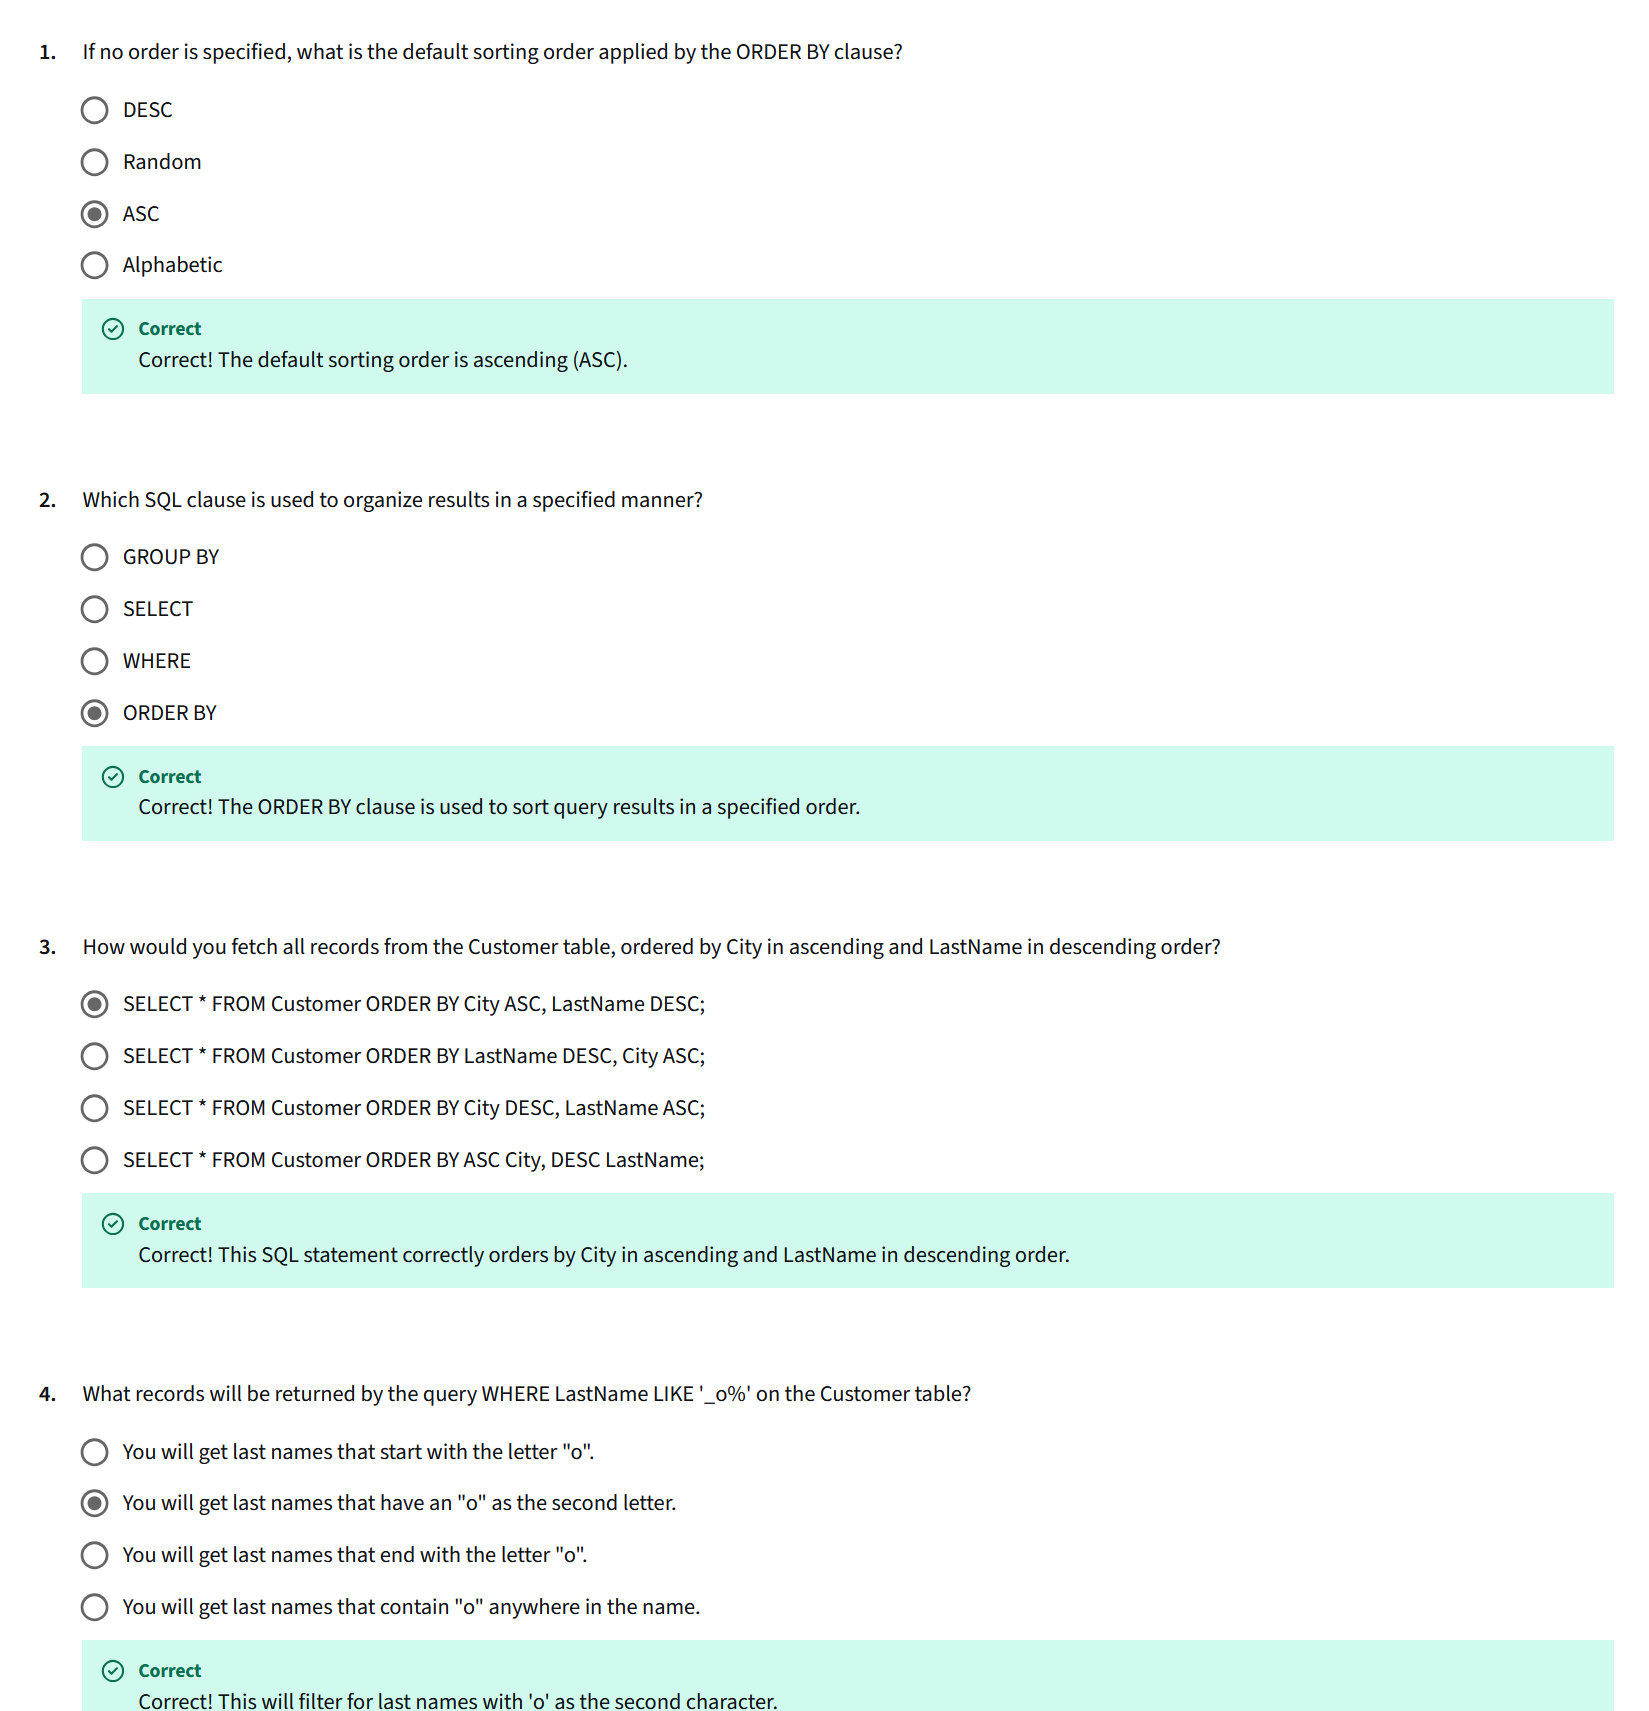 1. If no order is specified, what is the default sorting order applied by the ORDER BY clause?
DESC
Random
ASC
Alphabetic
Correct
Correct! The default sorting order is ascending (ASC).
2. Which SQL clause is used to organize results in a specified manner?
GROUP BY
SELECT
WHERE
ORDER BY
Correct
Correct! The ORDER BY clause is used to sort query results in a specified order.
3. How would you fetch all records from the Customer table, ordered by City in ascending and LastName in descending order?
SELECT * FROM Customer ORDER BY City ASC, LastName DESC;
SELECT * FROM Customer ORDER BY LastName DESC, City ASC;
SELECT * FROM Customer ORDER BY City DESC, LastName ASC;
SELECT * FROM Customer ORDER BY ASC City, DESC LastName;
Correct
Correct! This SQL statement correctly orders by City in ascending and LastName in descending order.
4. What records will be returned by the query WHERE LastName LIKE '_o%' on the Customer table?
You will get last names that start with the letter "o".
You will get last names that have an "o" as the second letter.
You will get last names that end with the letter "o".
You will get last names that contain "o" anywhere in the name.
Correct
Correct! This will filter for last names with 'o' as the second character.